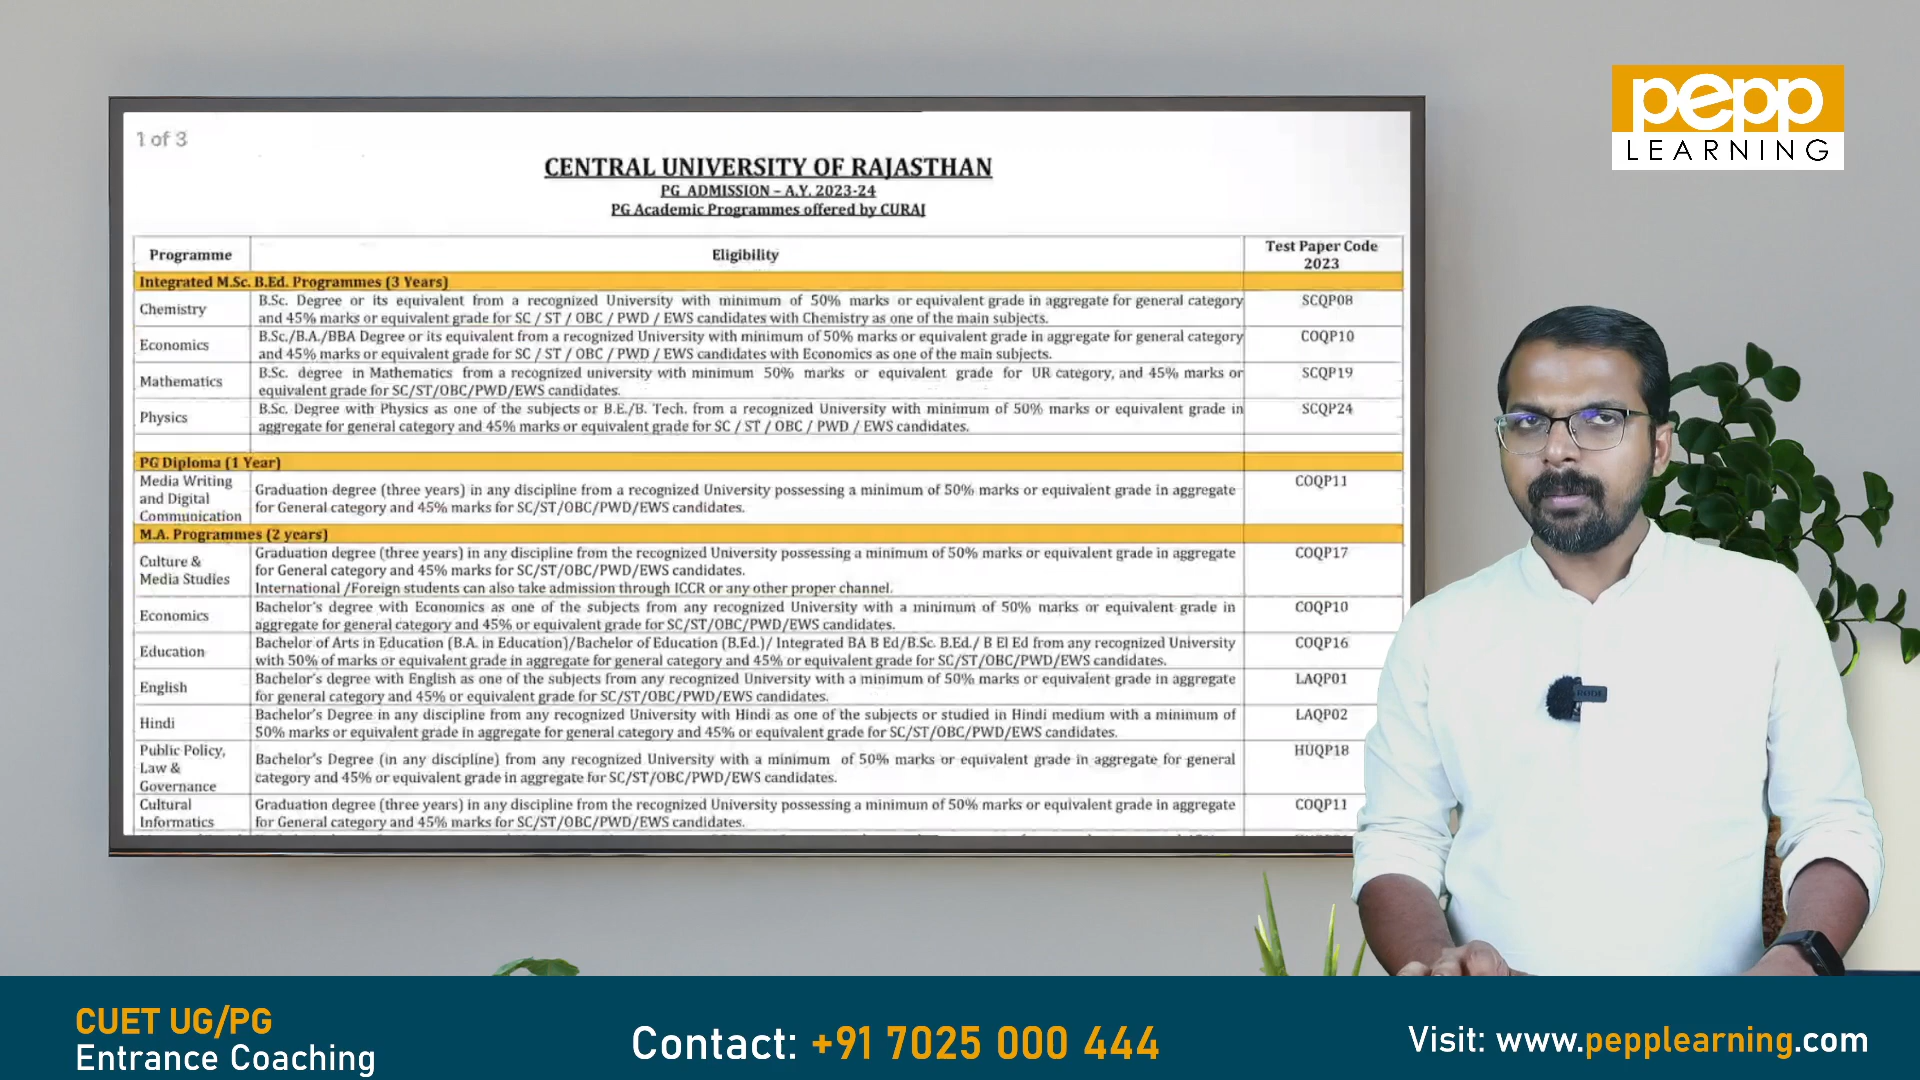 1 of 3
CENTRAL UNIVERSITY OF RAJASTHAN
PG ADMISSION – A.Y. 2023-24
PG Academic Programmes offered by CURAJ
Programme
Eligibility
Test Paper Code
2023
Integrated M.Sc. B.Ed. Programmes (3 Years)
Chemistry
B.Sc. Degree or its equivalent from a recognized University with minimum of 50% marks or equivalent grade in aggregate for general category
and 45% marks or equivalent grade for SC / ST / OBC / PWD / EWS candidates with Chemistry as one of the main subjects.
SCQP08
Economics
B.Sc./B.A./BBA Degree or its equivalent from a recognized University with minimum of 50% marks or equivalent grade in aggregate for general category
and 45% marks or equivalent grade for SC / ST / OBC / PWD / EWS candidates with Economics as one of the main subjects.
COQP10
Mathematics
B.Sc. degree in Mathematics from a recognized university with minimum 50% marks or equivalent grade for UR category, and 45% marks or
equivalent grade for SC/ST/OBC/PWD/EWS candidates.
SCQP19
Physics
B.Sc. Degree with Physics as one of the subjects or B.E./B. Tech. from a recognized University with minimum of 50% marks or equivalent grade in
aggregate for general category and 45% marks or equivalent grade for SC / ST / OBC / PWD / EWS candidates.
SCQP24
PG Diploma (1 Year)
Media Writing
and Digital
Communication
Graduation degree (three years) in any discipline from a recognized University possessing a minimum of 50% marks or equivalent grade in aggregate
for General category and 45% marks for SC/ST/OBC/PWD/EWS candidates.
COQP11
M.A. Programmes (2 years)
Culture &
Media Studies
Graduation degree (three years) in any discipline from the recognized University possessing a minimum of 50% marks or equivalent grade in aggregate
for General category and 45% marks for SC/ST/OBC/PWD/EWS candidates.
International /Foreign students can also take admission through ICCR or any other proper channel.
COQP17
Economics
Bachelor's degree with Economics as one of the subjects from any recognized University with a minimum of 50% marks or equivalent grade in
aggregate for general category and 45% or equivalent grade for SC/ST/OBC/PWD/EWS candidates.
COQP10
Education
Bachelor of Arts in Education (B.A. in Education)/Bachelor of Education (B.Ed.)/ Integrated BA B Ed/B.Sc. B.Ed./ B El Ed from any recognized University
with 50% of marks or equivalent grade in aggregate for general category and 45% or equivalent grade for SC/ST/OBC/PWD/EWS candidates.
COQP16
English
Bachelor's degree with English as one of the subjects from any recognized University with a minimum of 50% marks or equivalent grade in aggregate
for general category and 45% or equivalent grade for SC/ST/OBC/PWD/EWS candidates.
LAQP01
Hindi
Bachelor's Degree in any discipline from any recognized University with Hindi as one of the subjects or studied in Hindi medium with a minimum of
50% marks or equivalent grade in aggregate for general category and 45% or equivalent grade for SC/ST/OBC/PWD/EWS candidates.
LAQP02
Public Policy,
Law &
Governance
Bachelor's Degree (in any discipline) from any recognized University with a minimum of 50% marks or equivalent grade in aggregate for general
category and 45% or equivalent grade in aggregate for SC/ST/OBC/PWD/EWS candidates.
HUQP18
Cultural
Informatics
Graduation degree (three years) in any discipline from the recognized University possessing a minimum of 50% marks or equivalent grade in aggregate
for General category and 45% marks for SC/ST/OBC/PWD/EWS candidates.
COQP11
pepp
LEARNING
RODE
CUET UG/PG
Entrance Coaching
Contact: +91 7025 000 444
Visit: www.pepplearning.com